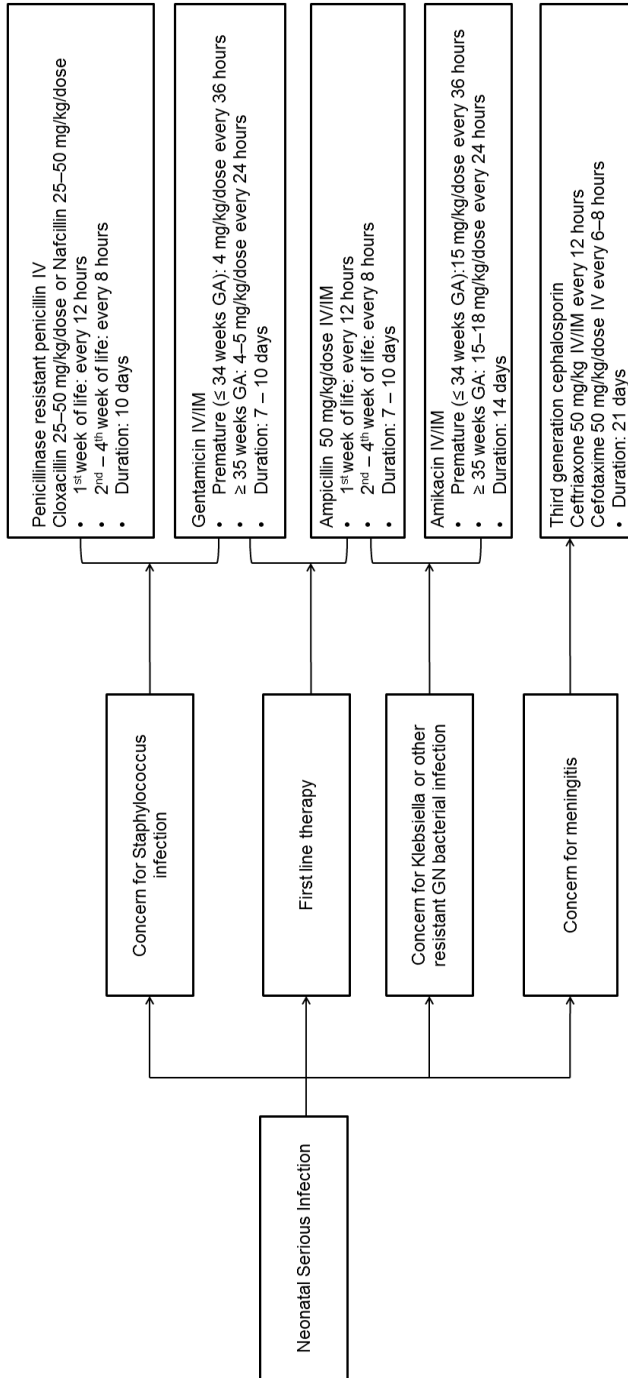 Neonatal Serious Infection
Concern for Staphylococcus
infection
First line therapy
Concern for Klebsiella or other
resistant GN bacterial infection
Concern for meningitis
Penicillinase resistant penicillin IV
Cloxacillin 25–50 mg/kg/dose or Nafcillin 25–50 mg/kg/dose
• 1st week of life: every 12 hours
• 2nd – 4th week of life: every 8 hours
• Duration: 10 days
Gentamicin IV/IM
• Premature (≤ 34 weeks GA): 4 mg/kg/dose every 36 hours
• ≥ 35 weeks GA: 4–5 mg/kg/dose every 24 hours
• Duration: 7 – 10 days
Ampicillin 50 mg/kg/dose IV/IM
• 1st week of life: every 12 hours
• 2nd – 4th week of life: every 8 hours
• Duration: 7 – 10 days
Amikacin IV/IM
• Premature (≤ 34 weeks GA):15 mg/kg/dose every 36 hours
• ≥ 35 weeks GA: 15–18 mg/kg/dose every 24 hours
• Duration: 14 days
Third generation cephalosporin
Ceftriaxone 50 mg/kg IV/IM every 12 hours
Cefotaxime 50 mg/kg/dose IV every 6–8 hours
• Duration: 21 days